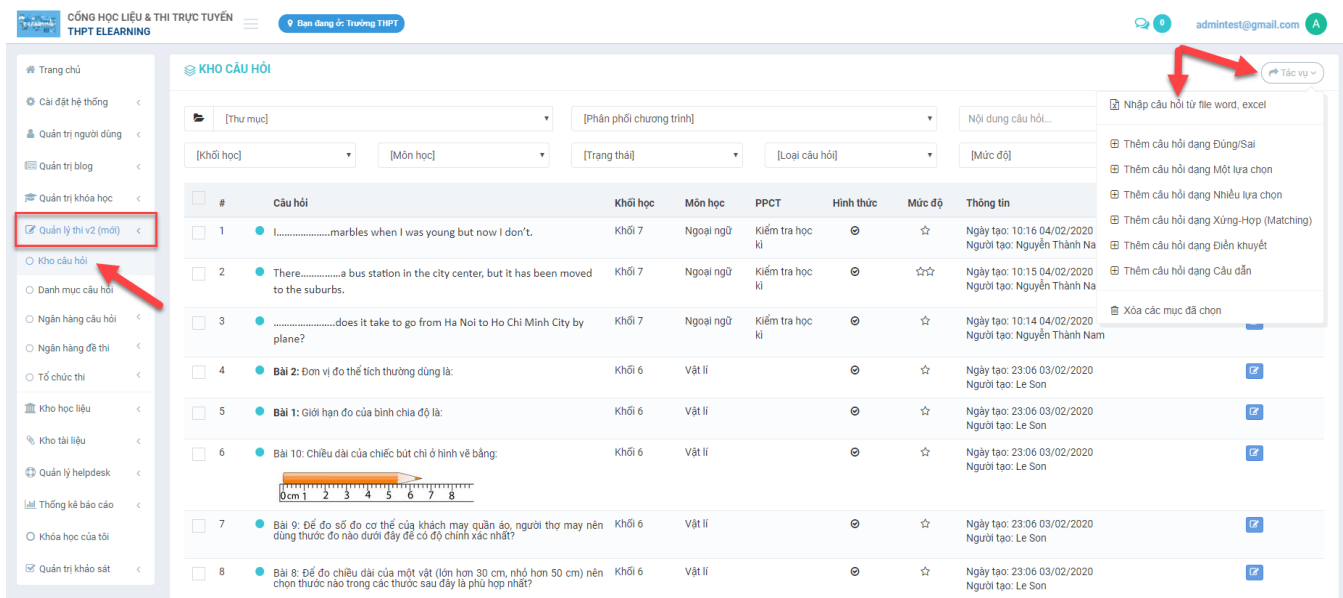 CỔNG HỌC LIỆU & THI TRỰC TUYẾN
THPT ELEARNING
Bạn đang ở: Trường THPT
0
admintest@gmail.com
A
Trang chủ
Cài đặt hệ thống
Quản trị người dùng
Quản trị blog
Quản trị khóa học
Quản lý thi v2 (mới)
Kho câu hỏi
Danh mục câu hỏi
Ngân hàng câu hỏi
Ngân hàng đề thi
Tổ chức thi
Kho học liệu
Kho tài liệu
Quản lý helpdesk
Thống kê báo cáo
Khóa học của tôi
Quản trị khảo sát
KHO CÂU HỎI
Tác vụ
[Thư mục]
[Phân phối chương trình]
Nội dung câu hỏi...
[Khối học]
[Môn học]
[Trạng thái]
[Loại câu hỏi]
[Mức độ]
Nhập câu hỏi từ file word, excel
Thêm câu hỏi dạng Đúng/Sai
Thêm câu hỏi dạng Một lựa chọn
Thêm câu hỏi dạng Nhiều lựa chọn
Thêm câu hỏi dạng Xứng-Hợp (Matching)
Thêm câu hỏi dạng Điền khuyết
Thêm câu hỏi dạng Câu dẫn
Xóa các mục đã chọn
# Câu hỏi Khối học Môn học PPCT Hình thức Mức độ Thông tin
1 I....................marbles when I was young but now I don't. Khối 7 Ngoại ngữ Kiểm tra học Ngày tạo: 10:16 04/02/2020
kì Người tạo: Nguyễn Thành Na
2 There...............a bus station in the city center, but it has been moved Khối 7 Ngoại ngữ Kiểm tra học Ngày tạo: 10:15 04/02/2020
to the suburbs. kì Người tạo: Nguyễn Thành Na
3 .......................does it take to go from Ha Noi to Ho Chi Minh City by Khối 7 Ngoại ngữ Kiểm tra học Ngày tạo: 10:14 04/02/2020
plane? kì Người tạo: Nguyễn Thành Nam
4 Bài 2: Đơn vị đo thể tích thường dùng là: Khối 6 Vật lí Ngày tạo: 23:06 03/02/2020
Người tạo: Le Son
5 Bài 1: Giới hạn đo của bình chia độ là: Khối 6 Vật lí Ngày tạo: 23:06 03/02/2020
Người tạo: Le Son
6 Bài 10: Chiều dài của chiếc bút chì ở hình vẽ bằng: Khối 6 Vật lí Ngày tạo: 23:06 03/02/2020
Người tạo: Le Son
0cm 1 2 3 4 5 6 7 8
7 Bài 9: Để đo số đo cơ thể của khách may quần áo, người thợ may nên Khối 6 Vật lí Ngày tạo: 23:06 03/02/2020
dùng thước đo nào dưới đây để có độ chính xác nhất? Người tạo: Le Son
8 Bài 8: Để đo chiều dài của một vật (lớn hơn 30 cm, nhỏ hơn 50 cm) nên Khối 6 Vật lí Ngày tạo: 23:06 03/02/2020
chọn thước nào trong các thước sau đây là phù hợp nhất? Người tạo: Le Son